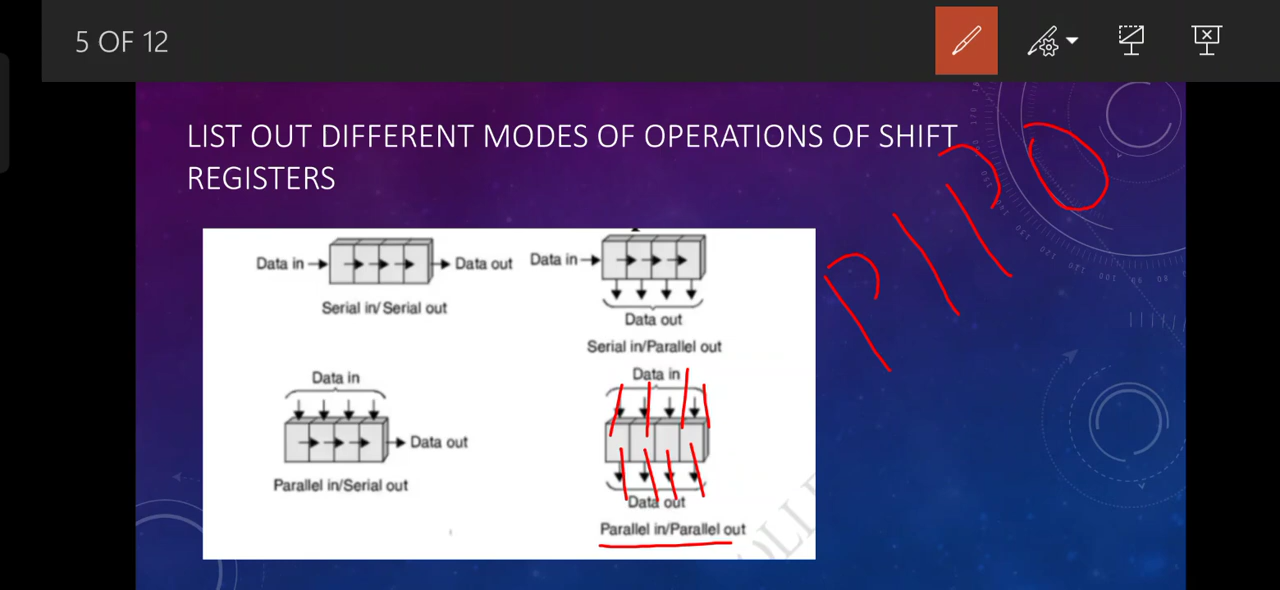 5 OF 12
LIST OUT DIFFERENT MODES OF OPERATIONS OF SHIFT
REGISTERS
PIPO
Data in
Data out
Serial in/Serial out
Data in
Data out
Serial in/Parallel out
Data in
Data out
Parallel in/Serial out
Data in
Data out
Parallel in/Parallel out